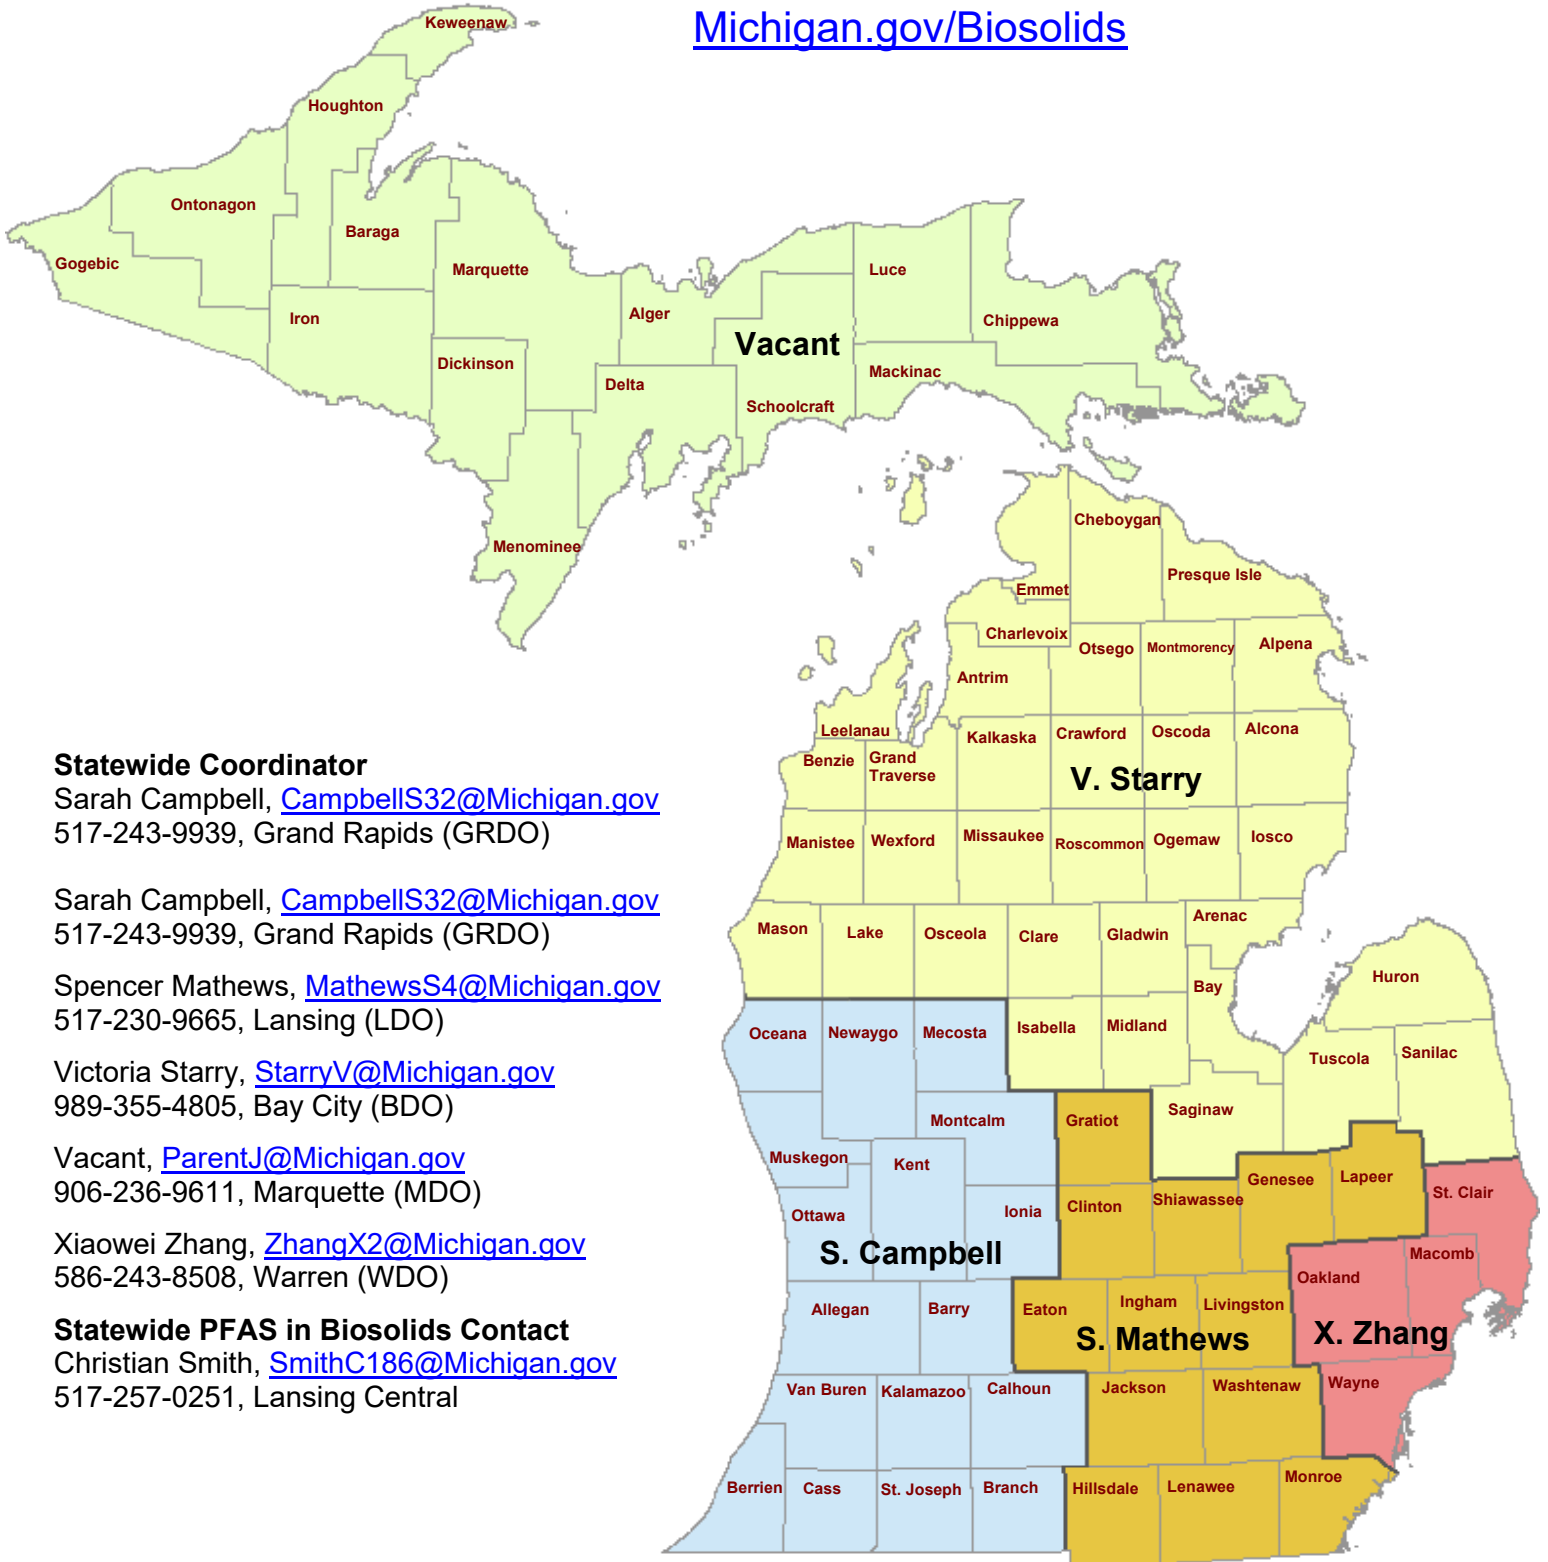 Michigan.gov/Biosolids
Keweenaw
Houghton
Ontonagon
Baraga
Gogebic
Marquette
Luce
Iron
Alger
Chippewa
Vacant
Dickinson
Delta
Mackinac
Schoolcraft
Menominee
Cheboygan
Presque Isle
Emmet
Charlevoix
Otsego
Montmorency
Alpena
Antrim
Leelanau
Kalkaska
Crawford
Oscoda
Alcona
Benzie
Grand
Traverse
V. Starry
Manistee
Wexford
Missaukee
Roscommon
Ogemaw
Iosco
Mason
Lake
Osceola
Clare
Gladwin
Arenac
Bay
Huron
Oceana
Newaygo
Mecosta
Isabella
Midland
Tuscola
Sanilac
Saginaw
Montcalm
Gratiot
Muskegon
Kent
Ionia
Ottawa
Clinton
Shiawassee
Genesee
Lapeer
St. Clair
S. Campbell
Macomb
Oakland
Allegan
Barry
Eaton
Ingham
Livingston
S. Mathews
X. Zhang
Van Buren
Kalamazoo
Calhoun
Jackson
Washtenaw
Wayne
Berrien
Cass
St. Joseph
Branch
Hillsdale
Lenawee
Monroe
Statewide Coordinator
Sarah Campbell, CampbellS32@Michigan.gov
517-243-9939, Grand Rapids (GRDO)
Sarah Campbell, CampbellS32@Michigan.gov
517-243-9939, Grand Rapids (GRDO)
Spencer Mathews, MathewsS4@Michigan.gov
517-230-9665, Lansing (LDO)
Victoria Starry, StarryV@Michigan.gov
989-355-4805, Bay City (BDO)
Vacant, ParentJ@Michigan.gov
906-236-9611, Marquette (MDO)
Xiaowei Zhang, ZhangX2@Michigan.gov
586-243-8508, Warren (WDO)
Statewide PFAS in Biosolids Contact
Christian Smith, SmithC186@Michigan.gov
517-257-0251, Lansing Central